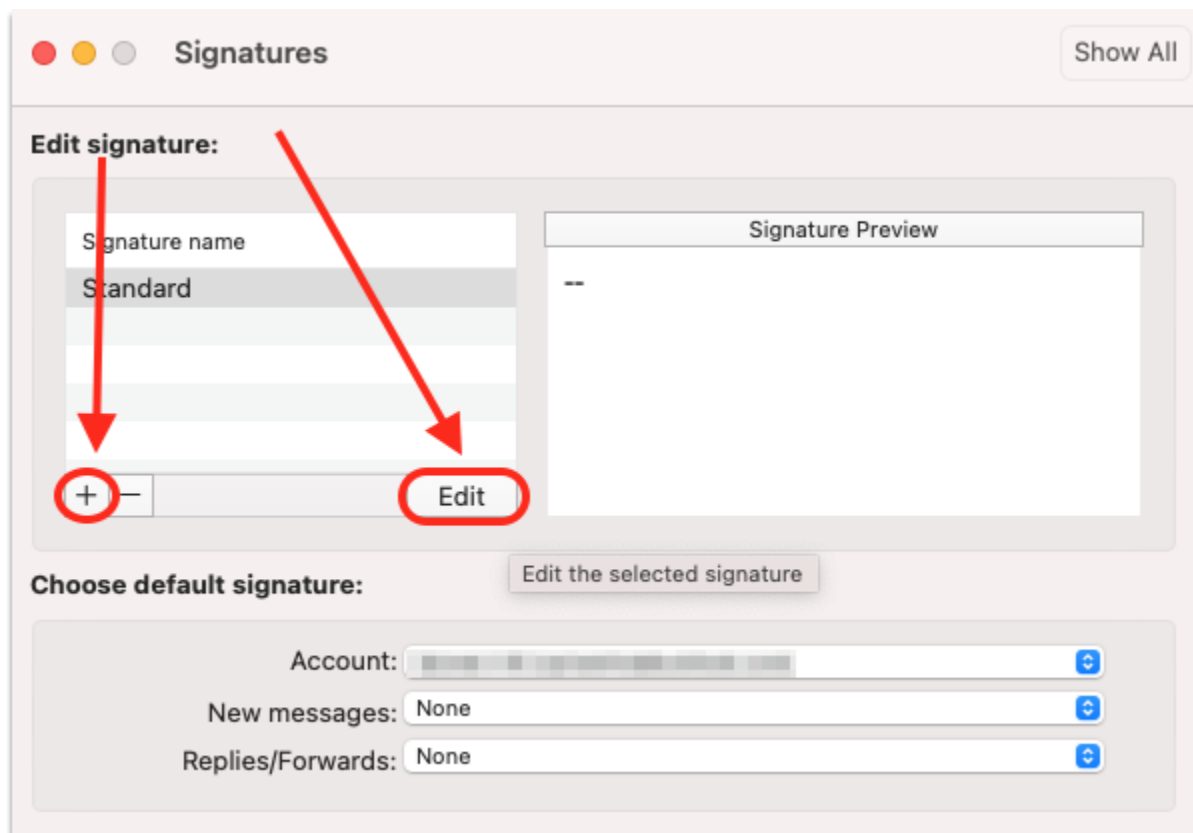 Signatures
Show All
Edit signature:
Signature name
Signature Preview
Standard
--
+ − Edit
Edit the selected signature
Choose default signature:
Account:
New messages: None
Replies/Forwards: None